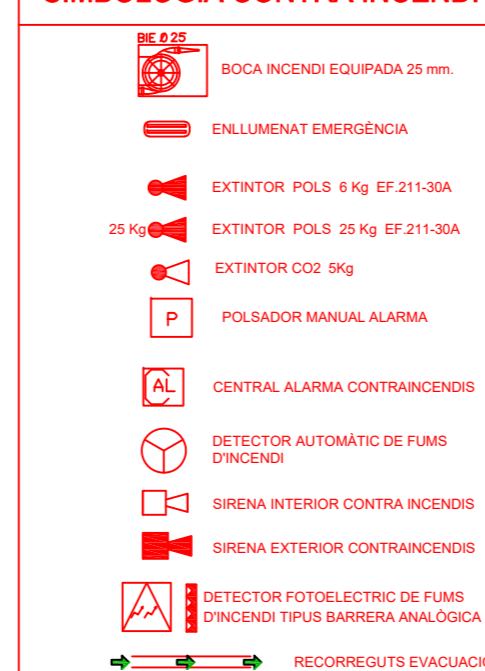 BIE Ø 25
BOCA INCENDI EQUIPADA 25 mm.
ENLLUMENAT EMERGÈNCIA
EXTINTOR POLS 6 Kg EF.211-30A
25 Kg EXTINTOR POLS 25 Kg EF.211-30A
EXTINTOR CO2 5Kg
P POLSADOR MANUAL ALARMA
AL CENTRAL ALARMA CONTRAINCENDIS
DETECTOR AUTOMÀTIC DE FUMS
D'INCENDI
SIRENA INTERIOR CONTRA INCENDIS
SIRENA EXTERIOR CONTRAINCENDIS
DETECTOR FOTOELECTRIC DE FUMS
D'INCENDI TIPUS BARRERA ANALÒGICA
RECORREGUTS EVACUACIÓ